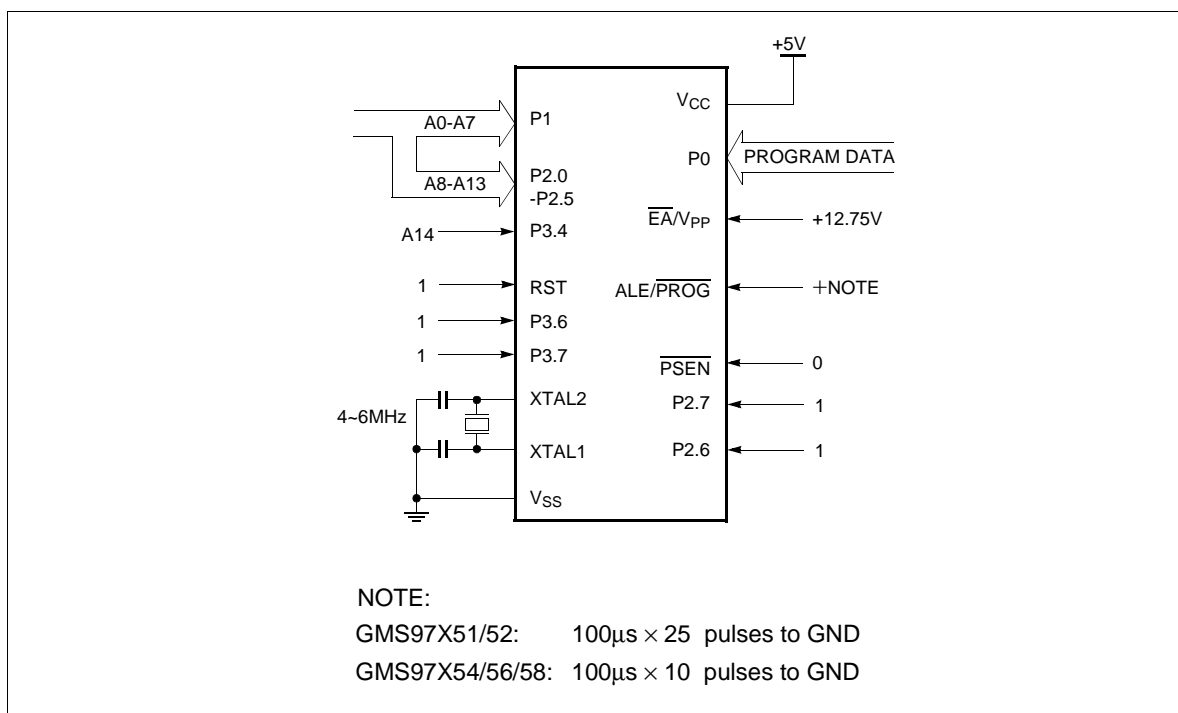 +5V
VCC
A0-A7
P1
P0
PROGRAM DATA
A8-A13
P2.0
-P2.5
EA/VPP
+12.75V
A14
P3.4
1
RST
ALE/PROG
+NOTE
1
P3.6
1
P3.7
PSEN
0
4~6MHz
XTAL2
P2.7
1
XTAL1
P2.6
1
VSS
NOTE:
GMS97X51/52: 100μs × 25 pulses to GND
GMS97X54/56/58: 100μs × 10 pulses to GND